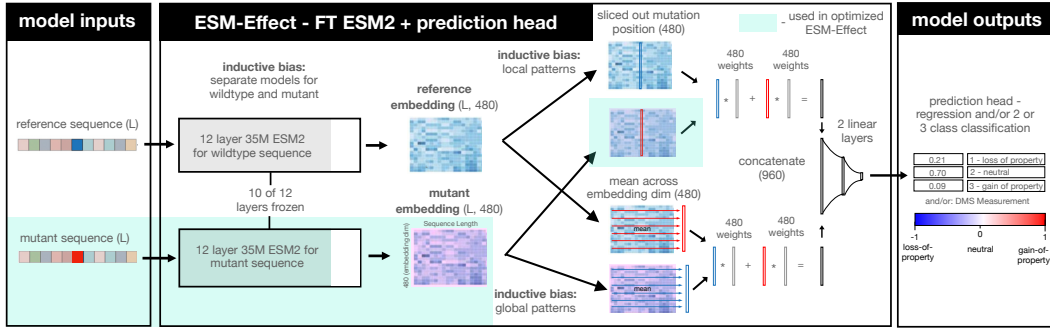 model inputs
reference sequence (L)
mutant sequence (L)
ESM-Effect - FT ESM2 + prediction head
inductive bias:
separate models for
wildtype and mutant
12 layer 35M ESM2
for wildtype sequence
10 of 12
layers frozen
12 layer 35M ESM2 for
mutant sequence
reference
embedding (L, 480)
mutant
embedding (L, 480)
Sequence Length
480 (embedding dim)
sliced out mutation
position (480)
inductive bias:
local patterns
mean across
embedding dim (480)
mean
mean
inductive bias:
global patterns
- used in optimized
ESM-Effect
480
weights
480
weights
* + * =
concatenate
(960)
2 linear
layers
480
weights
480
weights
* + * =
model outputs
prediction head -
regression and/or 2 or
3 class classification
0.21 1 - loss of property
0.70 2 - neutral
0.09 3 - gain of property
and/or: DMS Measurement
-1 0 1
loss-of-
property
neutral
gain-of-
property